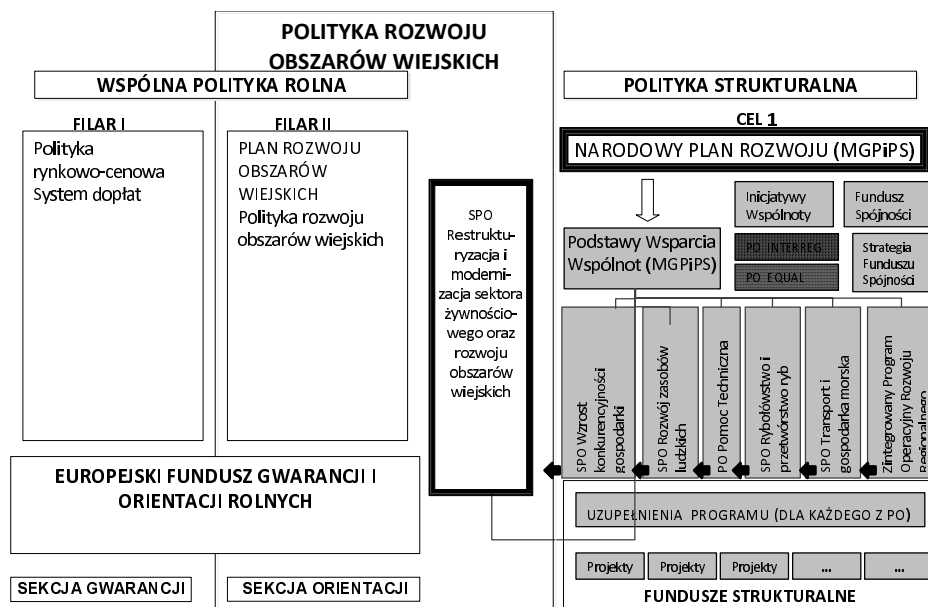 POLITYKA ROZWOJU
OBSZARÓW WIEJSKICH
WSPÓLNA POLITYKA ROLNA
FILAR I
Polityka
rynkowo-cenowa
System dopłat
FILAR II
PLAN ROZWOJU
OBSZARÓW
WIEJSKICH
Polityka rozwoju
obszarów wiejskich
SPO
Restruktu-
ryzacja i
moderni-
zacja sektora
żywnościo-
wego oraz
rozwoju
obszarów
wiejskich
EUROPEJSKI FUNDUSZ GWARANCJI I
ORIENTACJI ROLNYCH
SEKCJA GWARANCJI
SEKCJA ORIENTACJI
POLITYKA STRUKTURALNA
CEL 1
NARODOWY PLAN ROZWOJU (MGPiPS)
Podstawy Wsparcia
Wspólnot (MGPiPS)
Inicjatywy
Wspólnoty
PO INTERREG
PO EQUAL
Fundusz
Spójności
Strategia
Funduszu
Spójności
SPO Wzrost
konkurencyjności
gospodarki
SPO Rozwój zasobów
ludzkich
PO Pomoc Techniczna
SPO Rybołówstwo i
przetwórstwo ryb
SPO Transport i
gospodarka morska
Zintegrowany Program
Operacyjny Rozwoju
Regionalnego
UZUPEŁNIENIA PROGRAMU (DLA KAŻDEGO Z PO)
Projekty
Projekty
Projekty
...
...
FUNDUSZE STRUKTURALNE